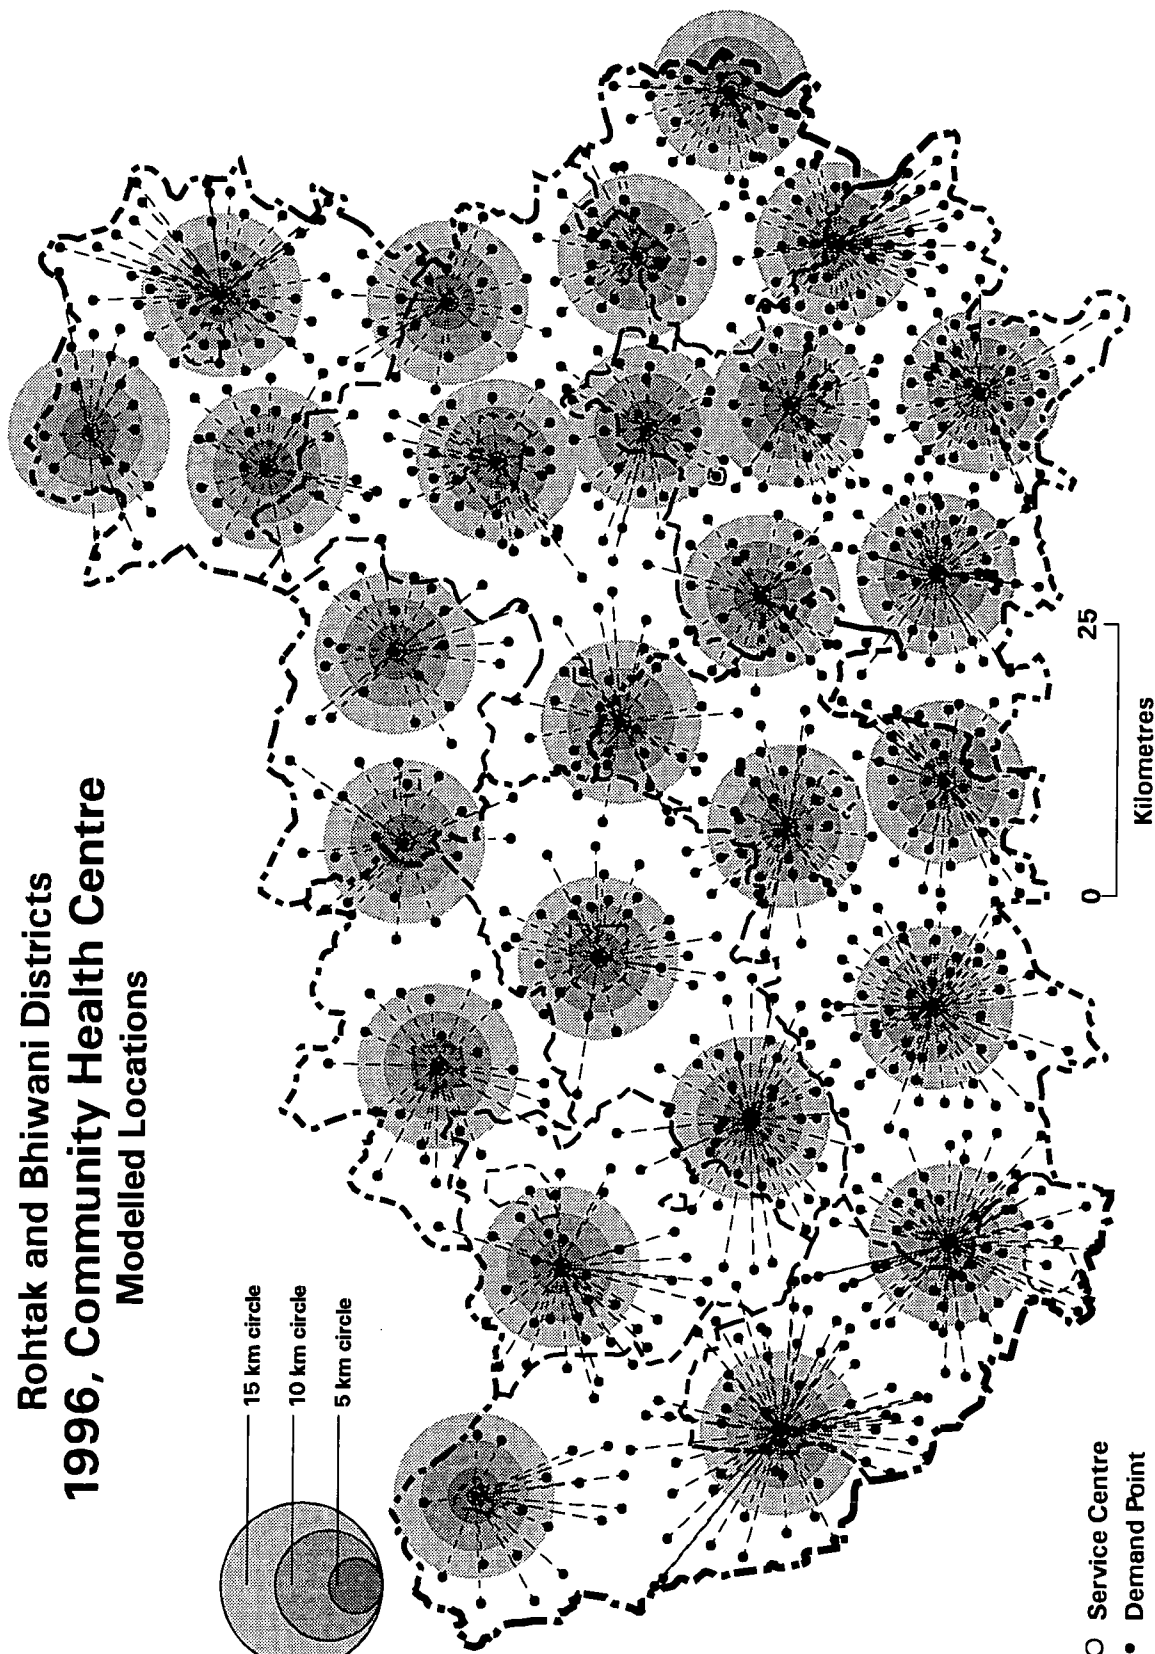 Rohtak and Bhiwani Districts
1996, Community Health Centre
Modelled Locations
15 km circle
10 km circle
5 km circle
Service Centre
Demand Point
0
25
Kilometres